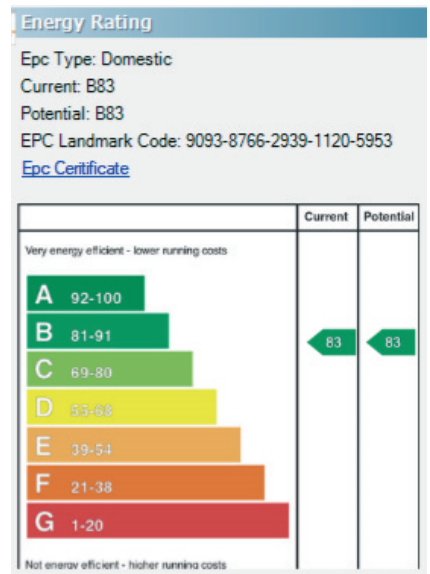 Energy Rating
Epc Type: Domestic
Current: B83
Potential: B83
EPC Landmark Code: 9093-8766-2939-1120-5953
Epc Ceritificate
Current Potential
Very energy efficient - lower running costs
A 92-100
B 81-91 83 83
C 69-80
D 55-68
E 39-54
F 21-38
G 1-20
Not energy efficient - higher running costs